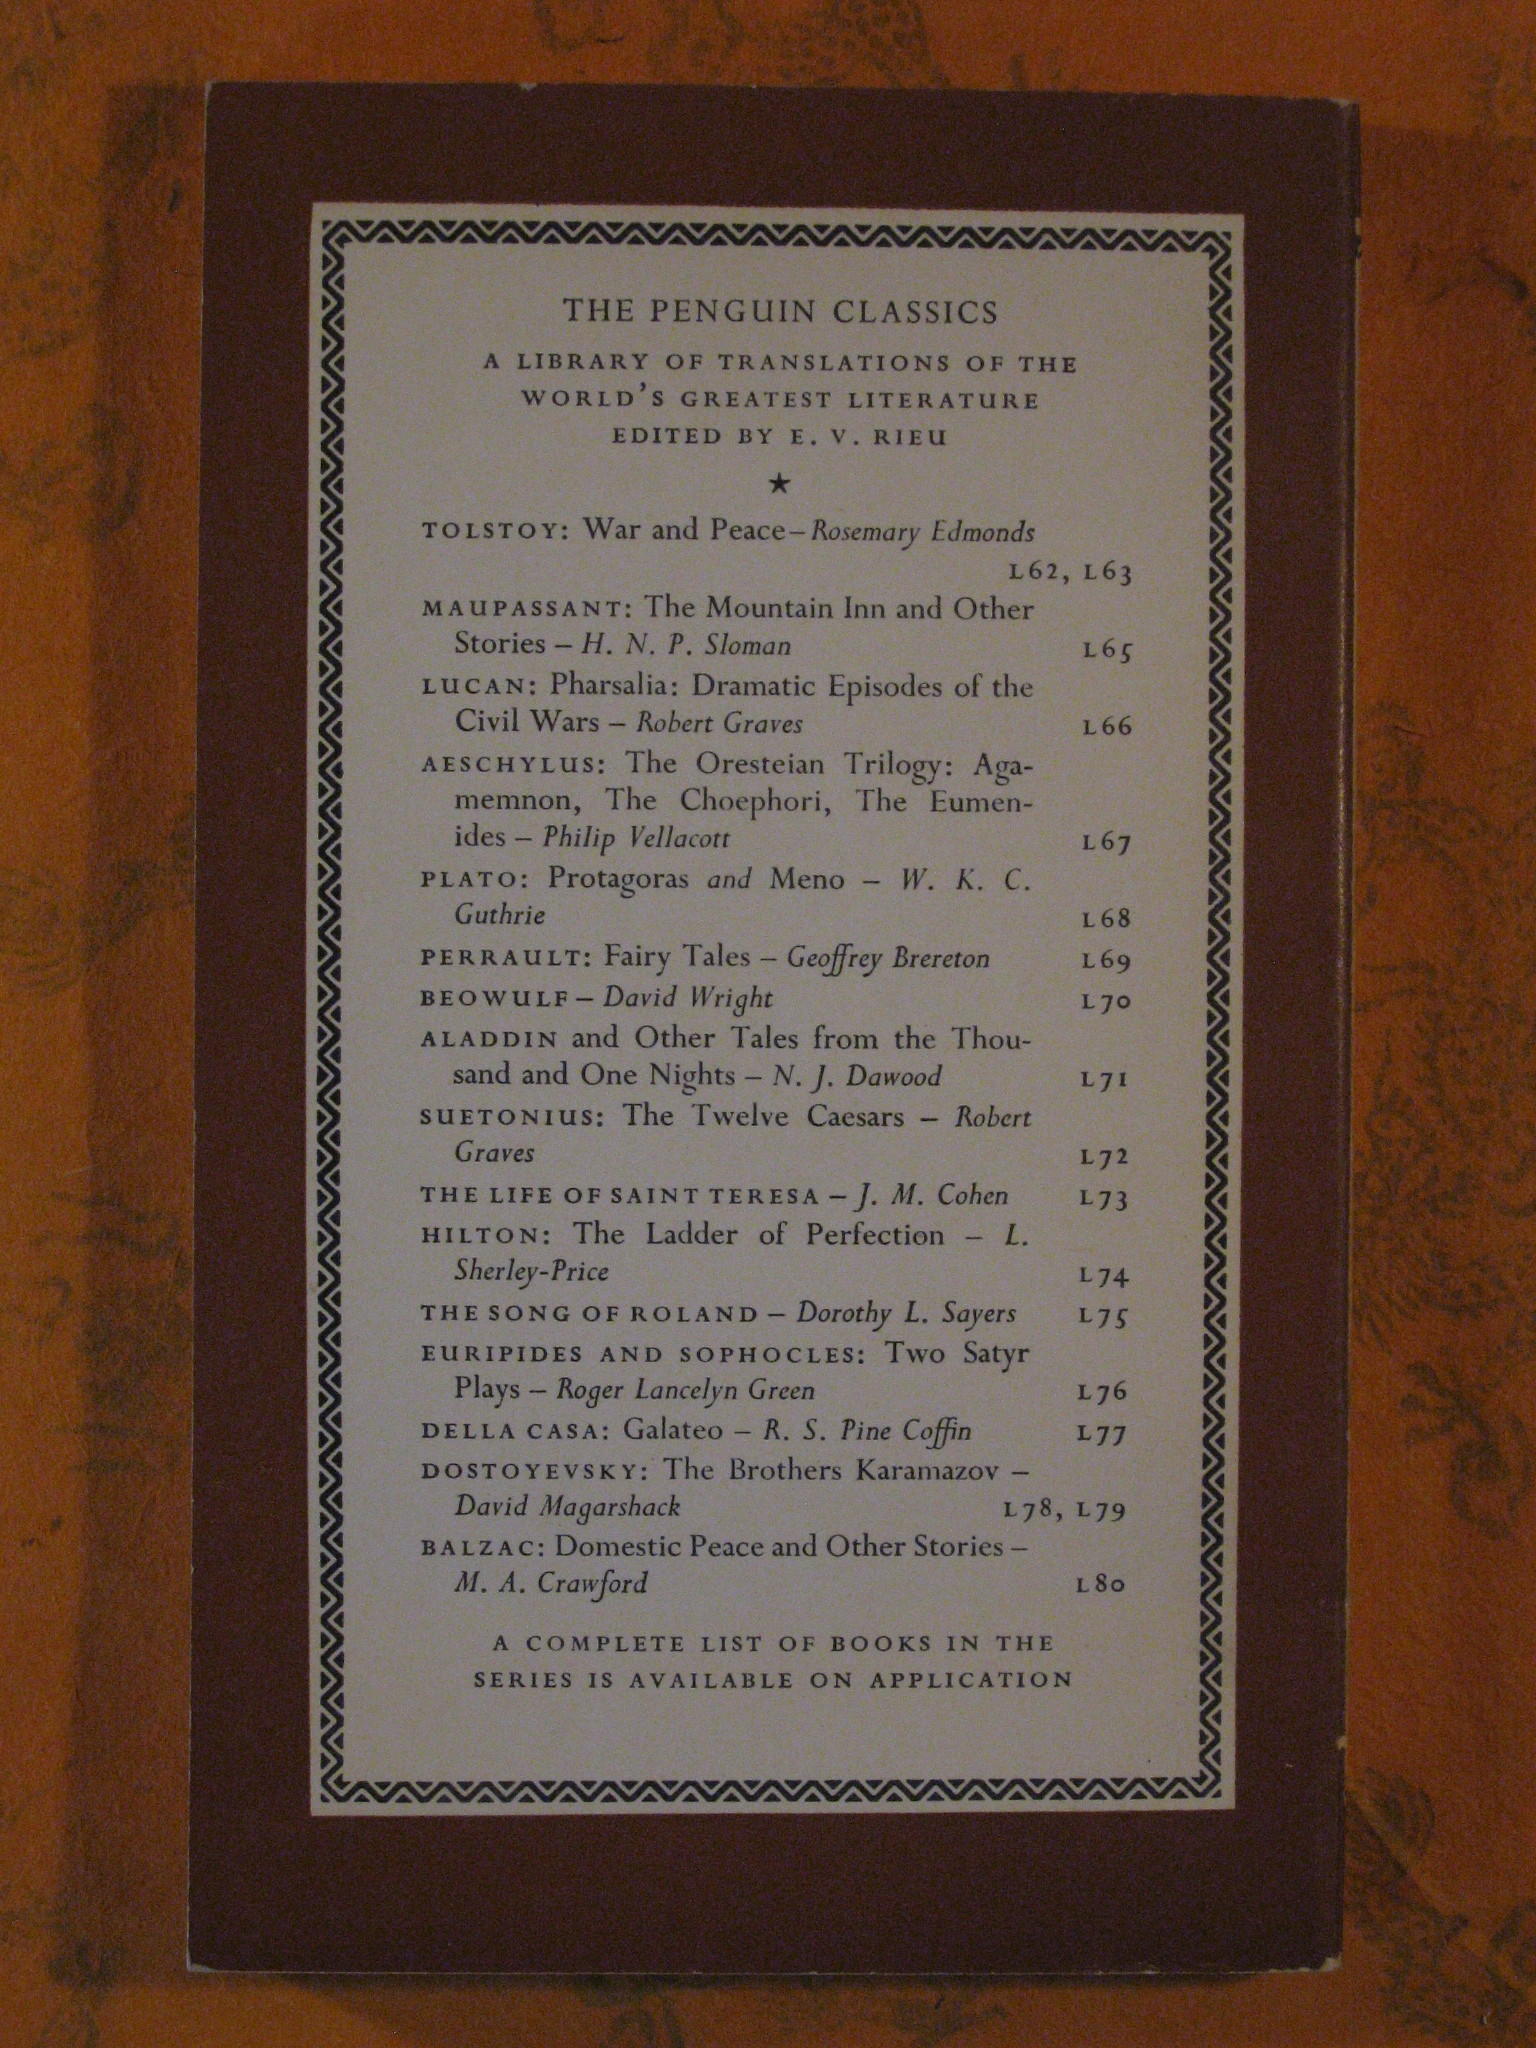 THE PENGUIN CLASSICS
A LIBRARY OF TRANSLATIONS OF THE
WORLD'S GREATEST LITERATURE
EDITED BY E. V. RIEU
★
TOLSTOY: War and Peace – Rosemary Edmonds
L62, L63
MAUPASSANT: The Mountain Inn and Other
Stories – H. N. P. Sloman L65
LUCAN: Pharsalia: Dramatic Episodes of the
Civil Wars – Robert Graves L66
AESCHYLUS: The Oresteian Trilogy: Aga-
memnon, The Choephori, The Eumen-
ides – Philip Vellacott L67
PLATO: Protagoras and Meno – W. K. C.
Guthrie L68
PERRAULT: Fairy Tales – Geoffrey Brereton L69
BEOWULF – David Wright L70
ALADDIN and Other Tales from the Thou-
sand and One Nights – N. J. Dawood L71
SUETONIUS: The Twelve Caesars – Robert
Graves L72
THE LIFE OF SAINT TERESA – J. M. Cohen L73
HILTON: The Ladder of Perfection – L.
Sherley-Price L74
THE SONG OF ROLAND – Dorothy L. Sayers L75
EURIPIDES AND SOPHOCLES: Two Satyr
Plays – Roger Lancelyn Green L76
DELLA CASA: Galateo – R. S. Pine Coffin L77
DOSTOYEVSKY: The Brothers Karamazov –
David Magarshack L78, L79
BALZAC: Domestic Peace and Other Stories –
M. A. Crawford L80
A COMPLETE LIST OF BOOKS IN THE
SERIES IS AVAILABLE ON APPLICATION